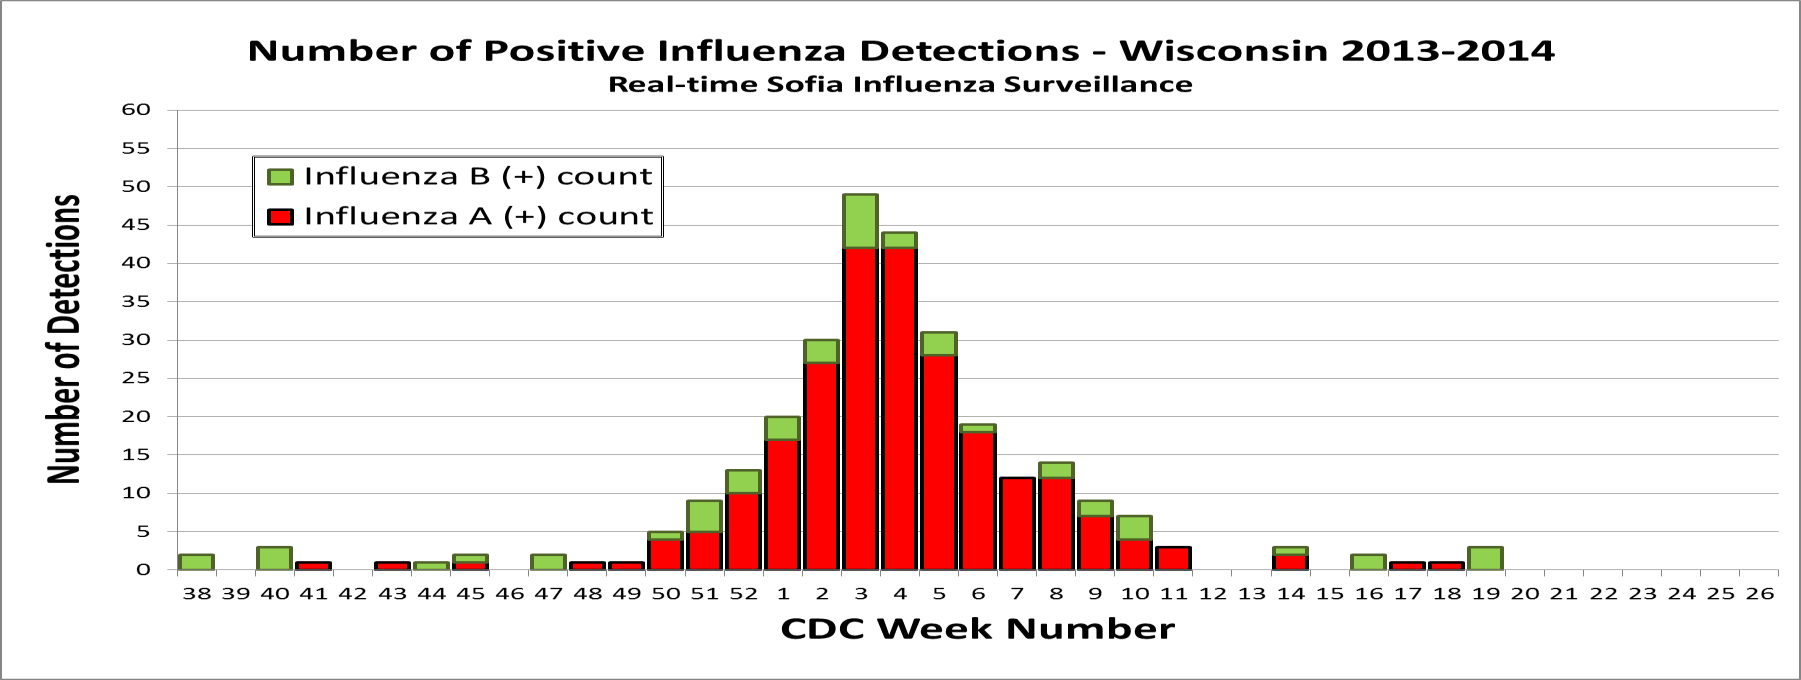 Number of Positive Influenza Detections - Wisconsin 2013-2014
Real-time Sofia Influenza Surveillance
Number of Detections
60
55
50
45
40
35
30
25
20
15
10
5
0
Influenza B (+) count
Influenza A (+) count
38 39 40 41 42 43 44 45 46 47 48 49 50 51 52 1 2 3 4 5 6 7 8 9 10 11 12 13 14 15 16 17 18 19 20 21 22 23 24 25 26
CDC Week Number